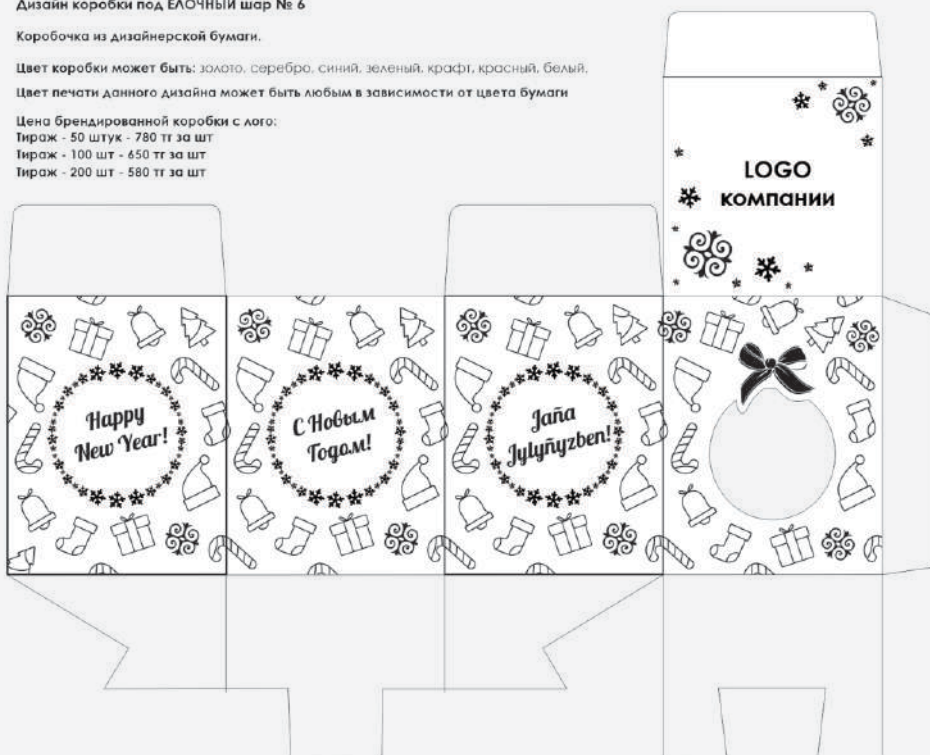 Дизайн коробки под ЕЛОЧНЫЙ шар № 6
Коробочка из дизайнерской бумаги.
Цвет коробки может быть: золото, серебро, синий, зеленый, крафт, красный, белый.
Цвет печати данного дизайна может быть любым в зависимости от цвета бумаги
Цена брендированной коробки с лого:
Тираж - 50 штук - 780 тг за шт
Тираж - 100 шт - 650 тг за шт
Тираж - 200 шт - 580 тг за шт
LOGO
компании
Happy
New Year!
С Новым
Годом!
Jaña
Jylyñyzben!